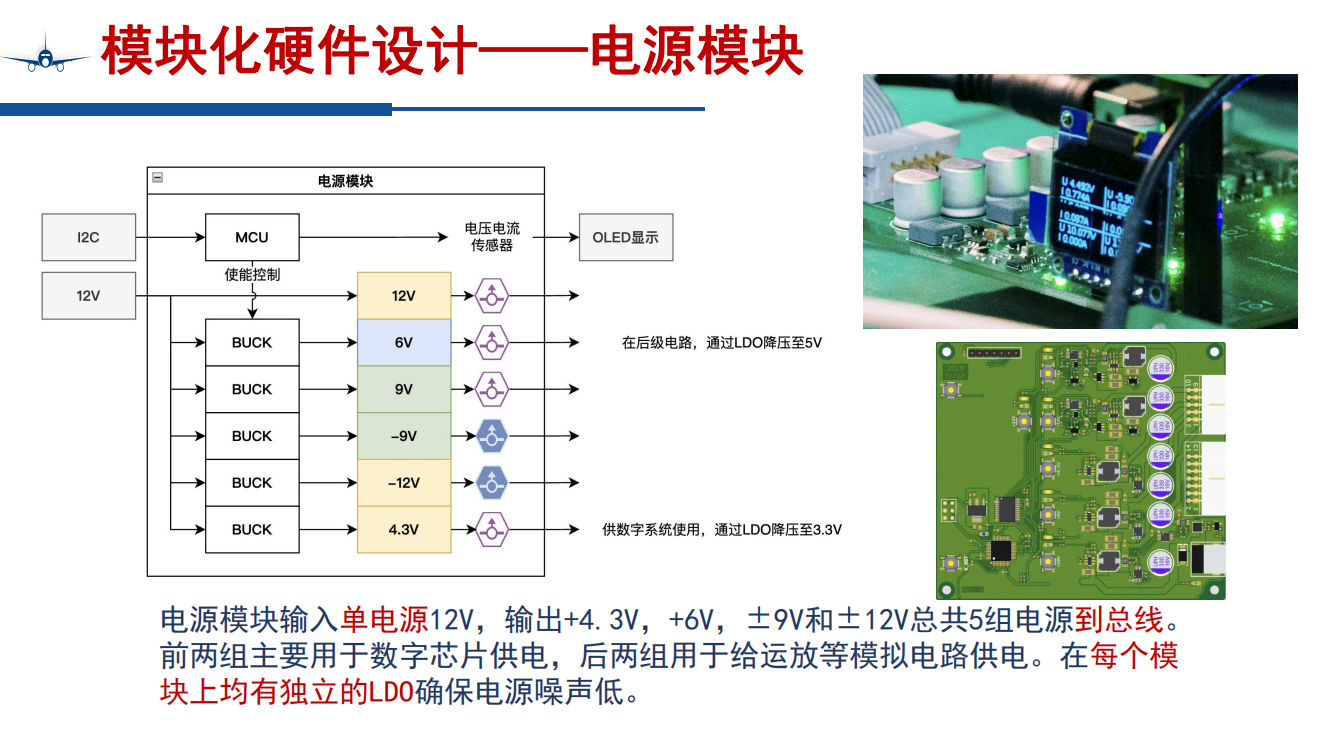 模块化硬件设计——电源模块
电源模块
I2C
MCU
电压电流
传感器
OLED显示
使能控制
12V
12V
BUCK
6V
在后级电路，通过LDO降压至5V
BUCK
9V
BUCK
-9V
BUCK
-12V
BUCK
4.3V
供数字系统使用，通过LDO降压至3.3V
U 4.492V
I 0.774A
I 0.087A
U 10.077V
I 0.000A
电源模块输入单电源12V，输出+4.3V，+6V，±9V和±12V总共5组电源到总线。
前两组主要用于数字芯片供电，后两组用于给运放等模拟电路供电。在每个模
块上均有独立的LDO确保电源噪声低。